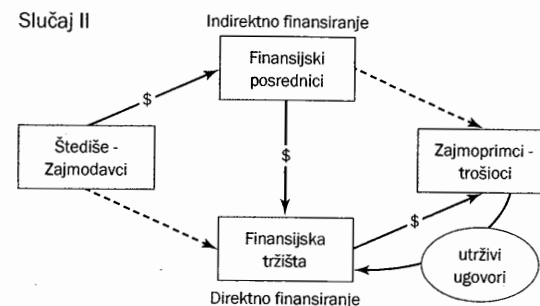 Slučaj II
Indirektno finansiranje
Finansijski
posrednici
$
Štediše -
Zajmodavci
$
Zajmoprimci -
trošioci
Finansijska
tržišta
$
utrživi
ugovori
Direktno finansiranje